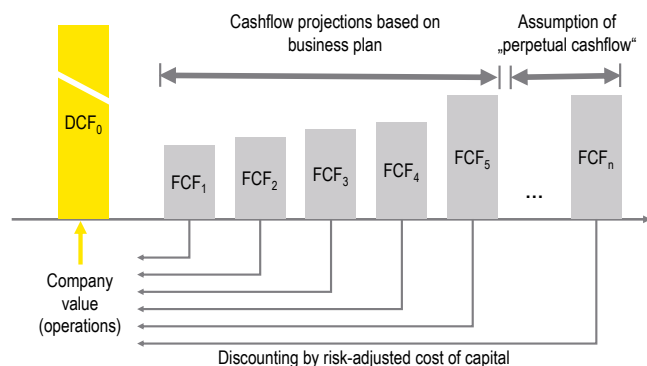 Cashflow projections based on
business plan
Assumption of
„perpetual cashflow“
DCF₀
FCF₁
FCF₂
FCF₃
FCF₄
FCF₅
...
FCFₙ
Company
value
(operations)
Discounting by risk-adjusted cost of capital